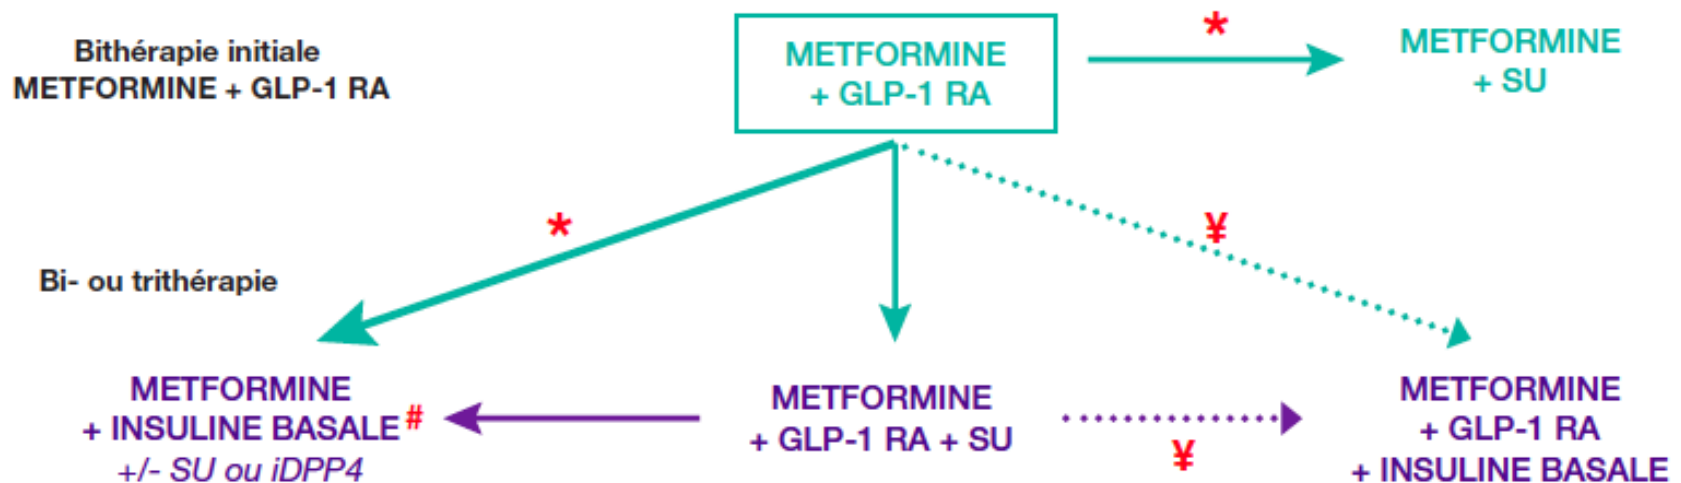 Bithérapie initiale
METFORMINE + GLP-1 RA
METFORMINE
+ GLP-1 RA
*
METFORMINE
+ SU
*
¥
Bi- ou trithérapie
METFORMINE
+ INSULINE BASALE #
+/- SU ou iDPP4
METFORMINE
+ GLP-1 RA + SU
¥
METFORMINE
+ GLP-1 RA
+ INSULINE BASALE